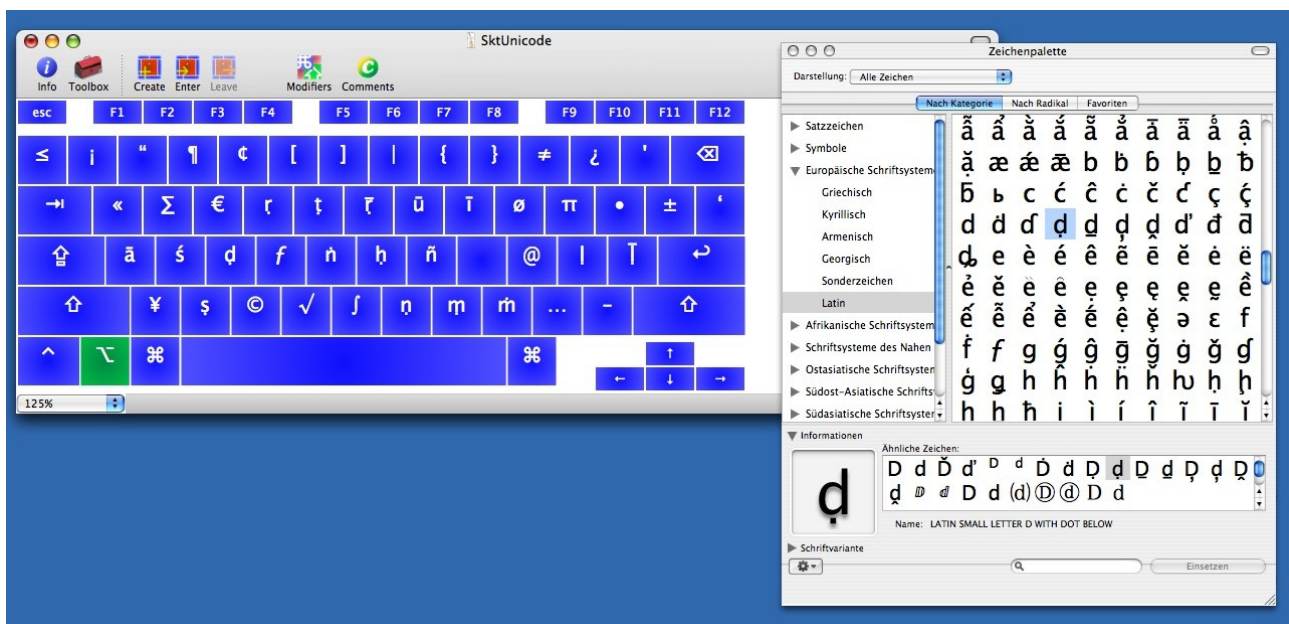 SktUnicode
Info Toolbox Create Enter Leave Modifiers Comments
esc F1 F2 F3 F4 F5 F6 F7 F8 F9 F10 F11 F12
≤ ¡ “ ¶ ¢ [ ] | { } ≠ ¿ '
« Σ € ṛ ṭ ṝ ū ī ø π • ± ‘
ā ś ḍ ƒ ṅ ḥ ñ @ l Ī
¥ ṣ © √ ∫ ṇ ṃ ṁ … –
⌘ ⌘
125%
Zeichenpalette
Darstellung: Alle Zeichen
Nach Kategorie Nach Radikal Favoriten
Satzzeichen
Symbole
Europäische Schriftsystem
Griechisch
Kyrillisch
Armenisch
Georgisch
Sonderzeichen
Latin
Afrikanische Schriftsystem
Schriftsysteme des Nahen
Ostasiatische Schriftsysten
Südost-Asiatische Schrifts
Südasiatische Schriftsyster
ẫ ẩ ằ ắ ẵ ẳ ā ǟ ǻ ậ
ặ æ ǽ ǣ b ḃ ɓ ḅ ḇ ƀ
ƃ ь c ć ĉ ċ č ƈ ç ḉ
d ḋ ɗ ḍ ḏ ḑ ḓ ď đ ƌ
ȡ e è é ê ẽ ē ĕ ė ë
ẻ ě ȅ ȇ ẹ ȩ ę ḙ ḛ ề
ế ễ ể ḕ ḗ ệ ḝ ə ɛ f
ḟ ƒ g ǵ ĝ ḡ ğ ġ ǧ ɠ
ģ ǥ h ĥ ḣ ḧ ȟ ƕ ḥ ḩ
ḫ ẖ ħ i ì í î ĩ ī ĭ
Informationen
Ähnliche Zeichen:
D d Ď ď D d Ḋ ḋ Ḍ ḍ Ḏ ḏ Ḑ ḑ Ḓ
ḓ D d (d) Ⓓ ⓓ D d
ḍ
Name: LATIN SMALL LETTER D WITH DOT BELOW
Schriftvariante
Einsetzen